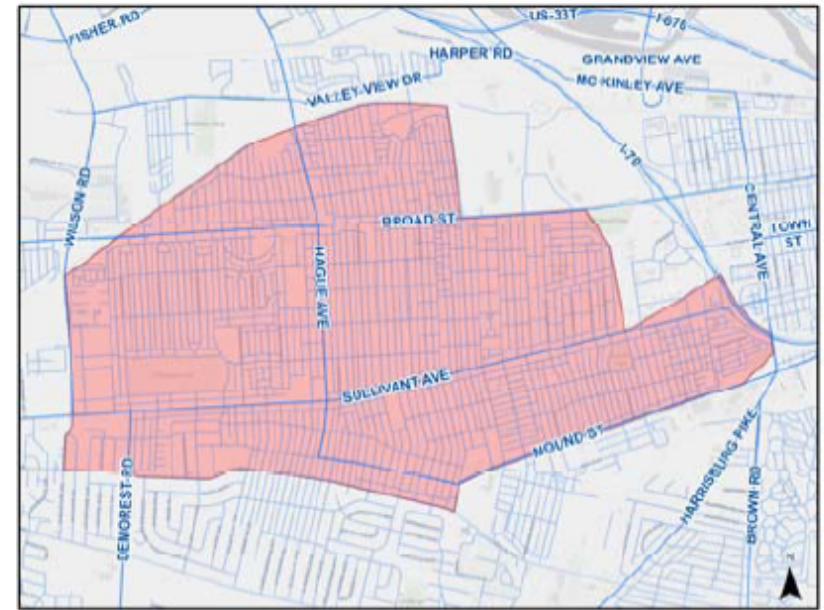 FISHER RD
US-33T
I-670
HARPER RD
GRANDVIEW AVE
MC KINLEY AVE
VALLEY VIEW DR
I-70
WILSON RD
BROAD ST
CENTRAL AVE
TOWN
ST
HAGUE AVE
SULLIVANT AVE
MOUND ST
HARRISBURG PIKE
BROWN RD
DEMOREST RD